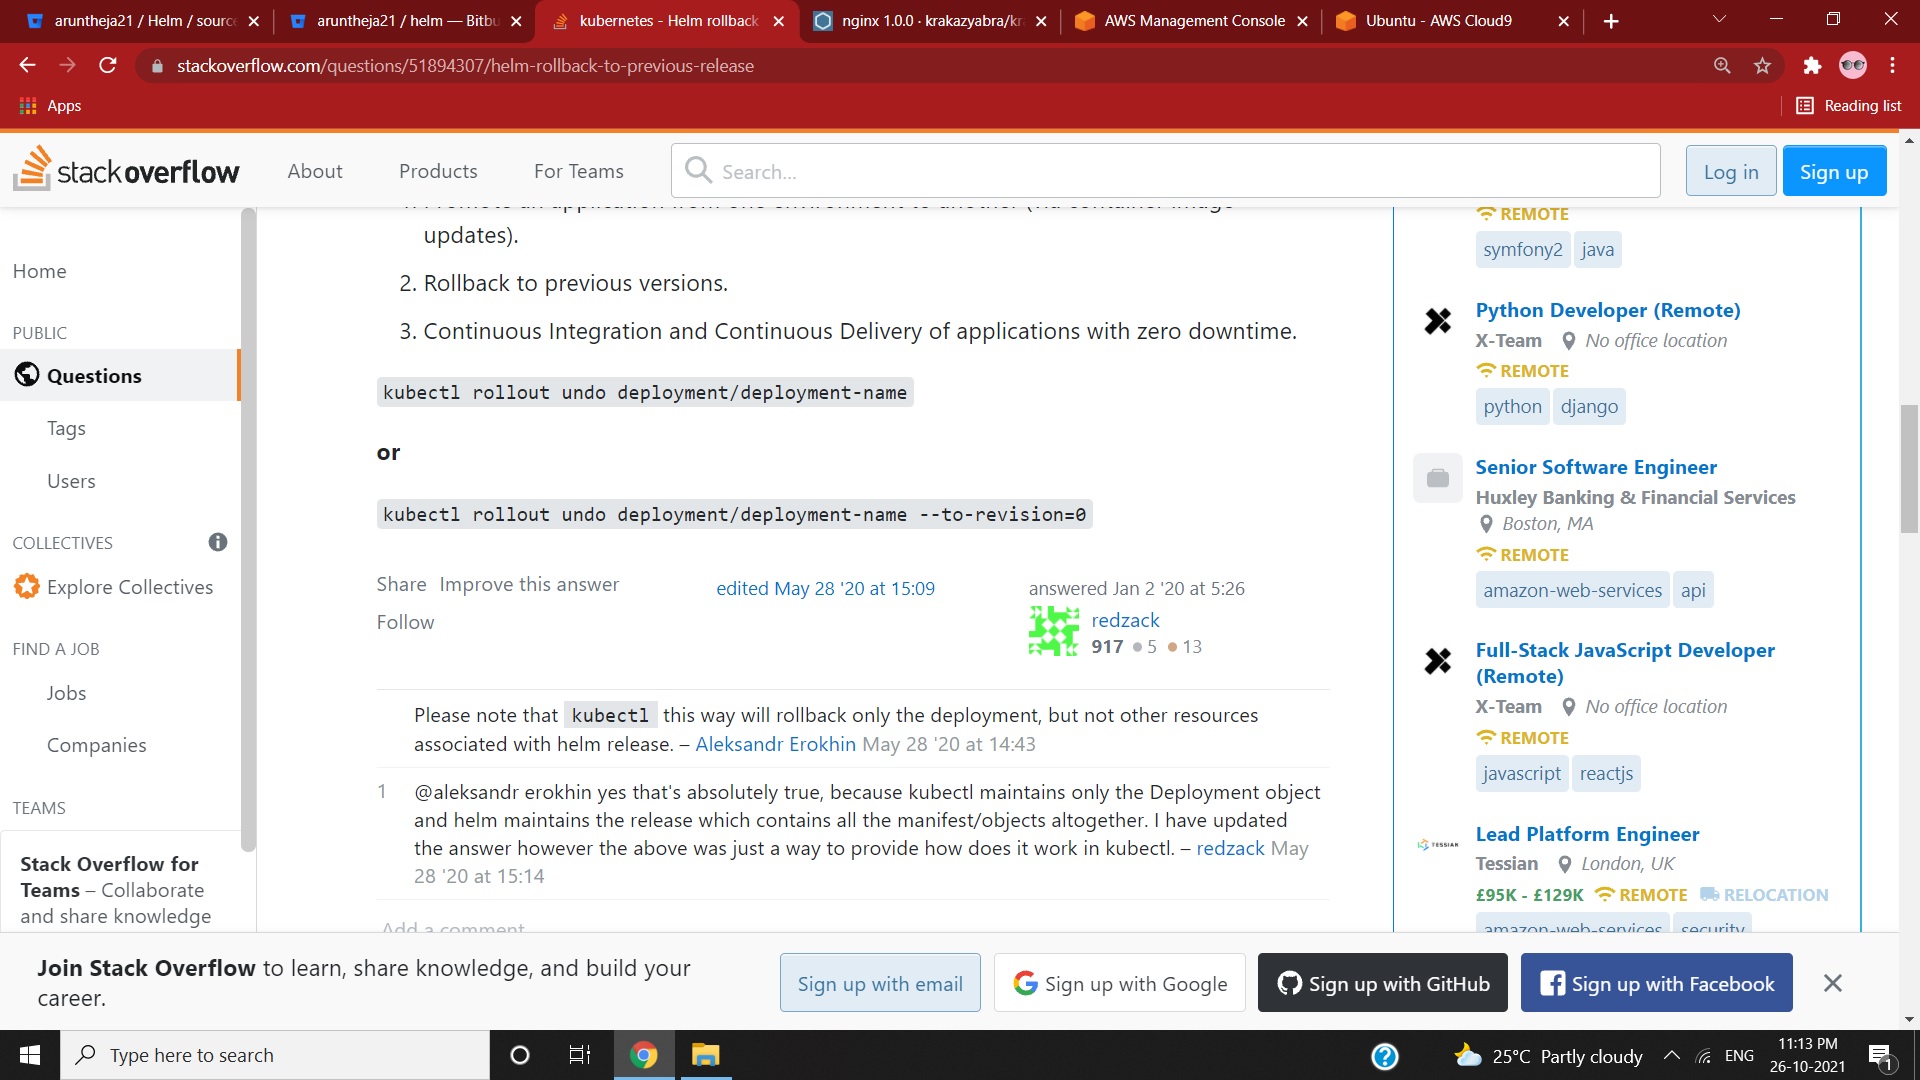 aruntheja21 / Helm / source
aruntheja21 / helm — Bitbu
kubernetes - Helm rollback
nginx 1.0.0 · krakazyabra/kr
AWS Management Console
Ubuntu - AWS Cloud9
stackoverflow.com/questions/51894307/helm-rollback-to-previous-release
Apps
Reading list
stackoverflow
About
Products
For Teams
Search...
Log in
Sign up
Home
PUBLIC
Questions
Tags
Users
COLLECTIVES
Explore Collectives
FIND A JOB
Jobs
Companies
TEAMS
Stack Overflow for
Teams – Collaborate
and share knowledge
1. Promote an application from one environment to another (via container image
updates).
2. Rollback to previous versions.
3. Continuous Integration and Continuous Delivery of applications with zero downtime.
kubectl rollout undo deployment/deployment-name
or
kubectl rollout undo deployment/deployment-name --to-revision=0
Share Improve this answer
Follow
edited May 28 '20 at 15:09
answered Jan 2 '20 at 5:26
redzack
917 5 13
Please note that kubectl this way will rollback only the deployment, but not other resources
associated with helm release. – Aleksandr Erokhin May 28 '20 at 14:43
1 @aleksandr erokhin yes that's absolutely true, because kubectl maintains only the Deployment object
and helm maintains the release which contains all the manifest/objects altogether. I have updated
the answer however the above was just a way to provide how does it work in kubectl. – redzack May
28 '20 at 15:14
Add a comment
REMOTE
symfony2 java
Python Developer (Remote)
X-Team No office location
REMOTE
python django
Senior Software Engineer
Huxley Banking & Financial Services
Boston, MA
REMOTE
amazon-web-services api
Full-Stack JavaScript Developer
(Remote)
X-Team No office location
REMOTE
javascript reactjs
TESSIAN
Lead Platform Engineer
Tessian London, UK
£95K - £129K REMOTE RELOCATION
amazon-web-services security
Join Stack Overflow to learn, share knowledge, and build your
career.
Sign up with email
Sign up with Google
Sign up with GitHub
Sign up with Facebook
Type here to search
25°C Partly cloudy
ENG
11:13 PM
26-10-2021
1